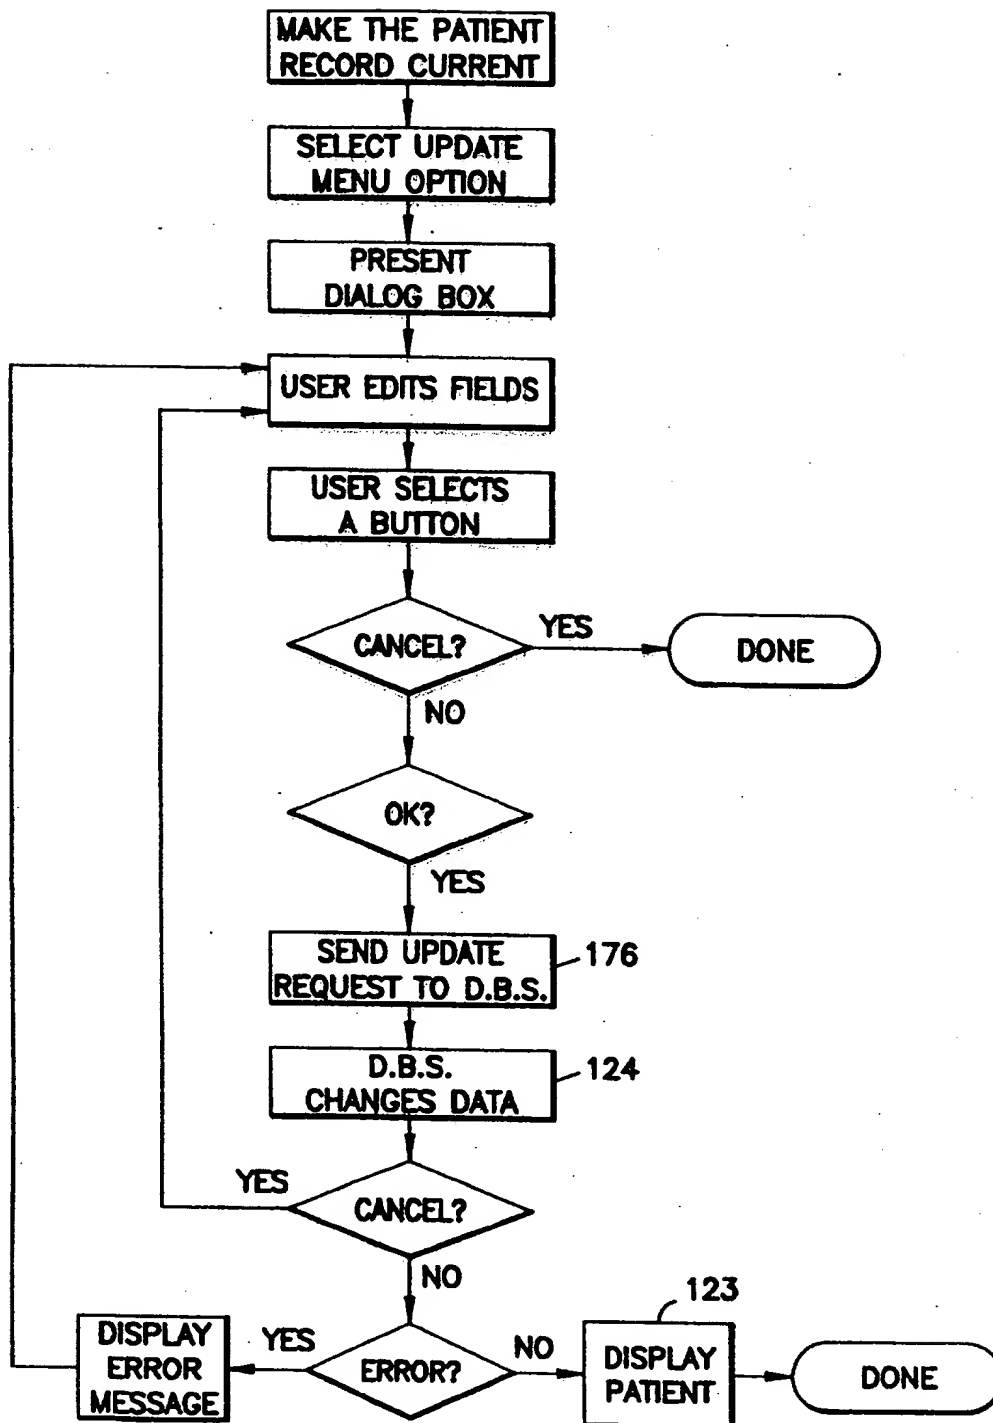 MAKE THE PATIENT
RECORD CURRENT
SELECT UPDATE
MENU OPTION
PRESENT
DIALOG BOX
USER EDITS FIELDS
USER SELECTS
A BUTTON
CANCEL?
YES
DONE
NO
OK?
YES
SEND UPDATE
REQUEST TO D.B.S.
176
D.B.S.
CHANGES DATA
124
YES
CANCEL?
NO
DISPLAY
ERROR
MESSAGE
YES
ERROR?
NO
123
DISPLAY
PATIENT
DONE